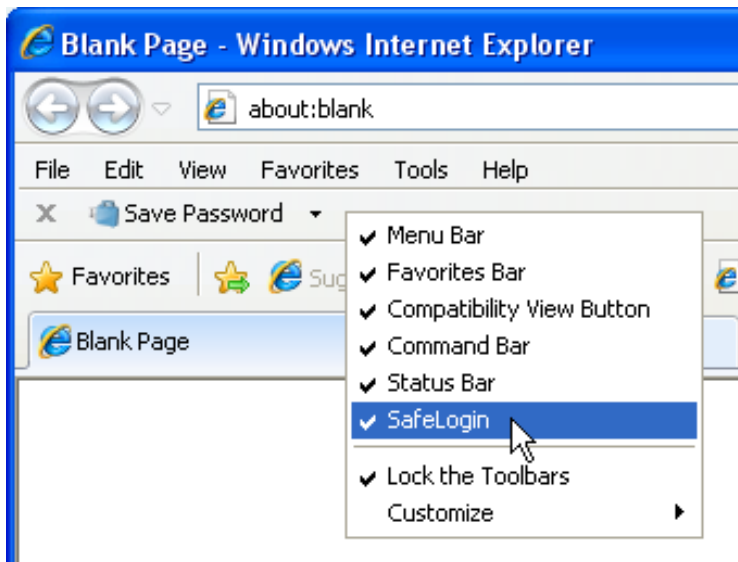 Blank Page - Windows Internet Explorer
about:blank
File Edit View Favorites Tools Help
X Save Password
Menu Bar
Favorites Sug
Favorites Bar
Compatibility View Button
Blank Page
Command Bar
Status Bar
SafeLogin
Lock the Toolbars
Customize